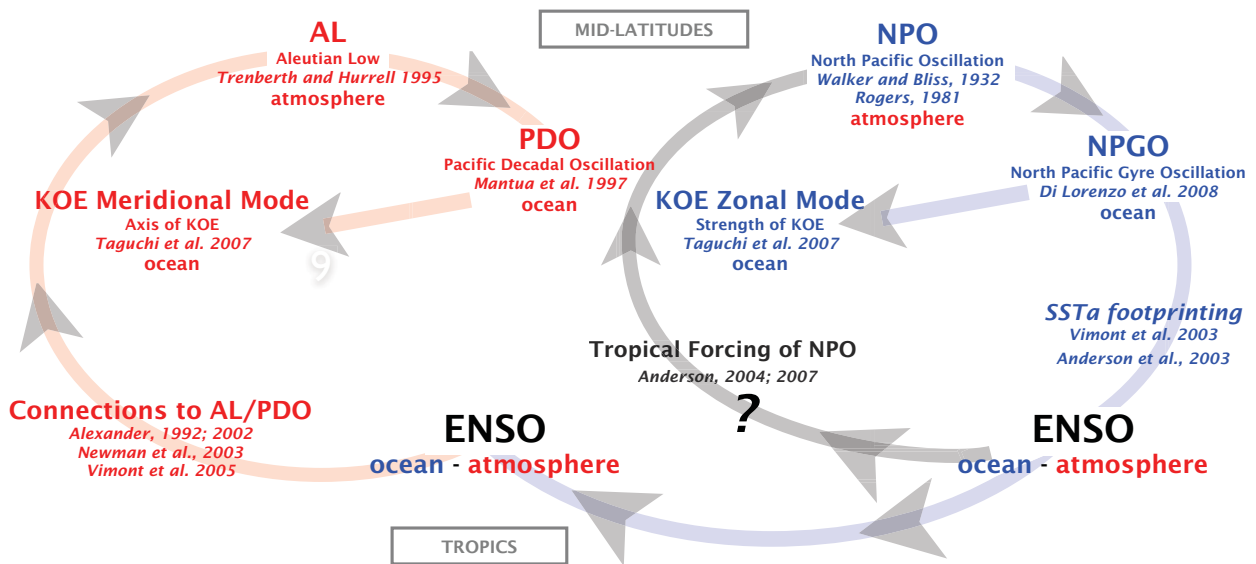 MID-LATITUDES
AL
Aleutian Low
Trenberth and Hurrell 1995
atmosphere
PDO
Pacific Decadal Oscillation
Mantua et al. 1997
ocean
KOE Meridional Mode
Axis of KOE
Taguchi et al. 2007
ocean
9
Connections to AL/PDO
Alexander, 1992; 2002
Newman et al., 2003
Vimont et al. 2005
ENSO
ocean - atmosphere
NPO
North Pacific Oscillation
Walker and Bliss, 1932
Rogers, 1981
atmosphere
NPGO
North Pacific Gyre Oscillation
Di Lorenzo et al. 2008
ocean
KOE Zonal Mode
Strength of KOE
Taguchi et al. 2007
ocean
SSTa footprinting
Vimont et al. 2003
Anderson et al., 2003
Tropical Forcing of NPO
Anderson, 2004; 2007
?
ENSO
ocean - atmosphere
TROPICS